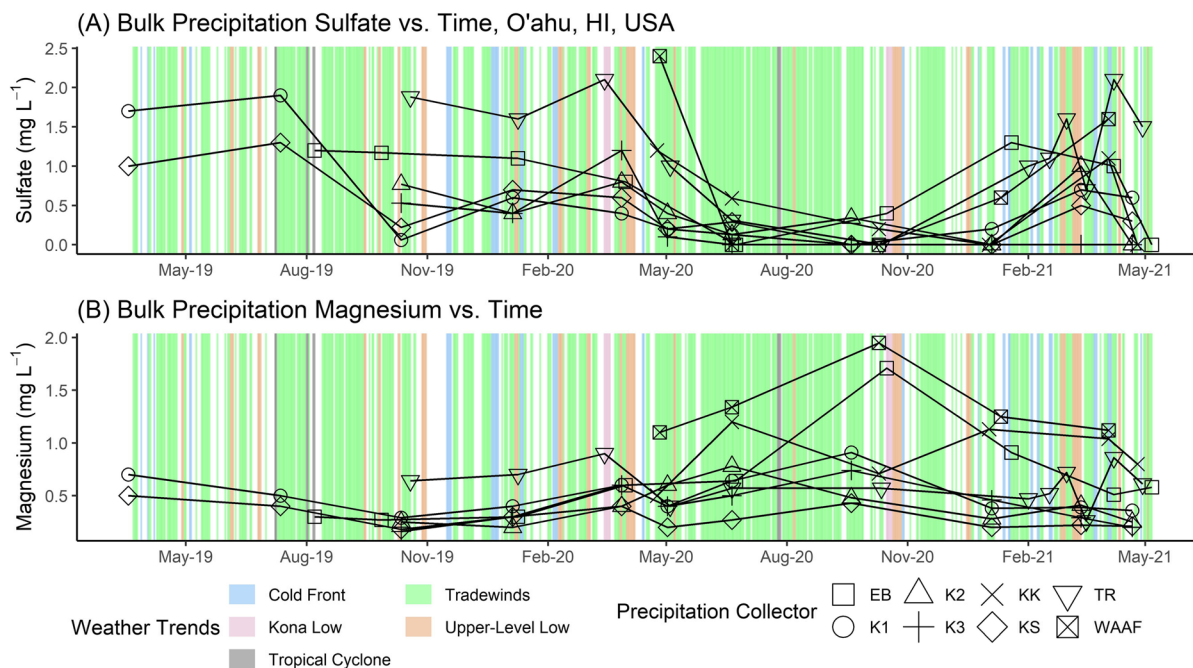 (A) Bulk Precipitation Sulfate vs. Time, O'ahu, HI, USA
Sulfate (mg L⁻¹)
2.5
2.0
1.5
1.0
0.5
0.0
May-19 Aug-19 Nov-19 Feb-20 May-20 Aug-20 Nov-20 Feb-21 May-21
(B) Bulk Precipitation Magnesium vs. Time
Magnesium (mg L⁻¹)
2.0
1.5
1.0
0.5
May-19 Aug-19 Nov-19 Feb-20 May-20 Aug-20 Nov-20 Feb-21 May-21
Weather Trends
Cold Front
Kona Low
Tropical Cyclone
Tradewinds
Upper-Level Low
Precipitation Collector
EB K2 KK TR
K1 K3 KS WAAF